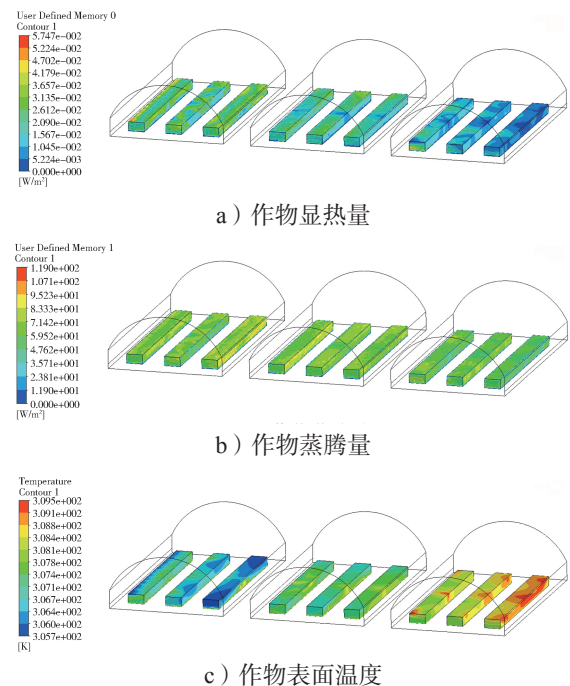 User Defined Memory 0
Contour 1
5.747e-002
5.224e-002
4.702e-002
4.179e-002
3.657e-002
3.135e-002
2.612e-002
2.090e-002
1.567e-002
1.045e-002
5.224e-003
0.000e+000
[W/m²]
a）作物显热量
User Defined Memory 1
Contour 1
1.190e+002
1.071e+002
9.523e+001
8.333e+001
7.142e+001
5.952e+001
4.762e+001
3.571e+001
2.381e+001
1.190e+001
0.000e+000
[W/m²]
b）作物蒸腾量
Temperature
Contour 1
3.095e+002
3.091e+002
3.088e+002
3.084e+002
3.081e+002
3.078e+002
3.074e+002
3.071e+002
3.067e+002
3.064e+002
3.060e+002
3.057e+002
[K]
c）作物表面温度